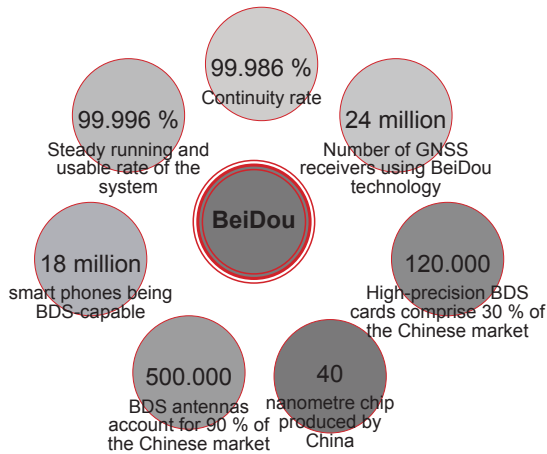 99.986 %
Continuity rate
24 million
Number of GNSS
receivers using BeiDou
technology
120.000
High-precision BDS
cards comprise 30 % of
the Chinese market
40
nanometre chip
produced by
China
500.000
BDS antennas
account for 90 % of
the Chinese market
18 million
smart phones being
BDS-capable
99.996 %
Steady running and
usable rate of the
system
BeiDou